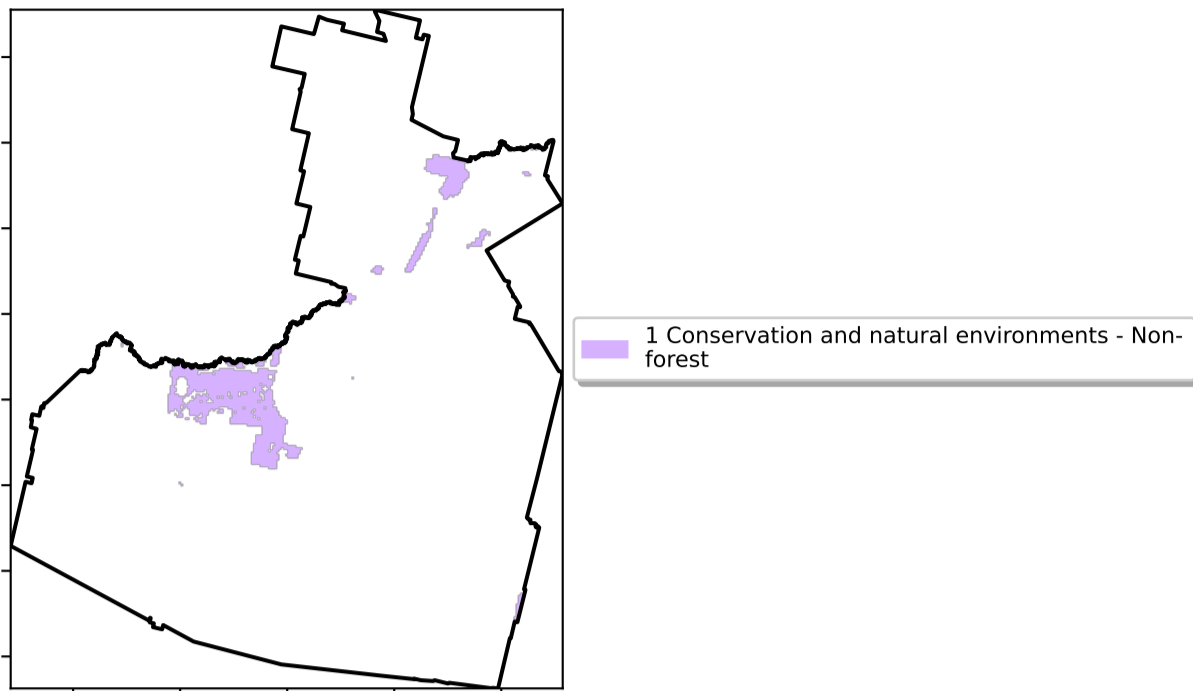 1 Conservation and natural environments - Non-
forest